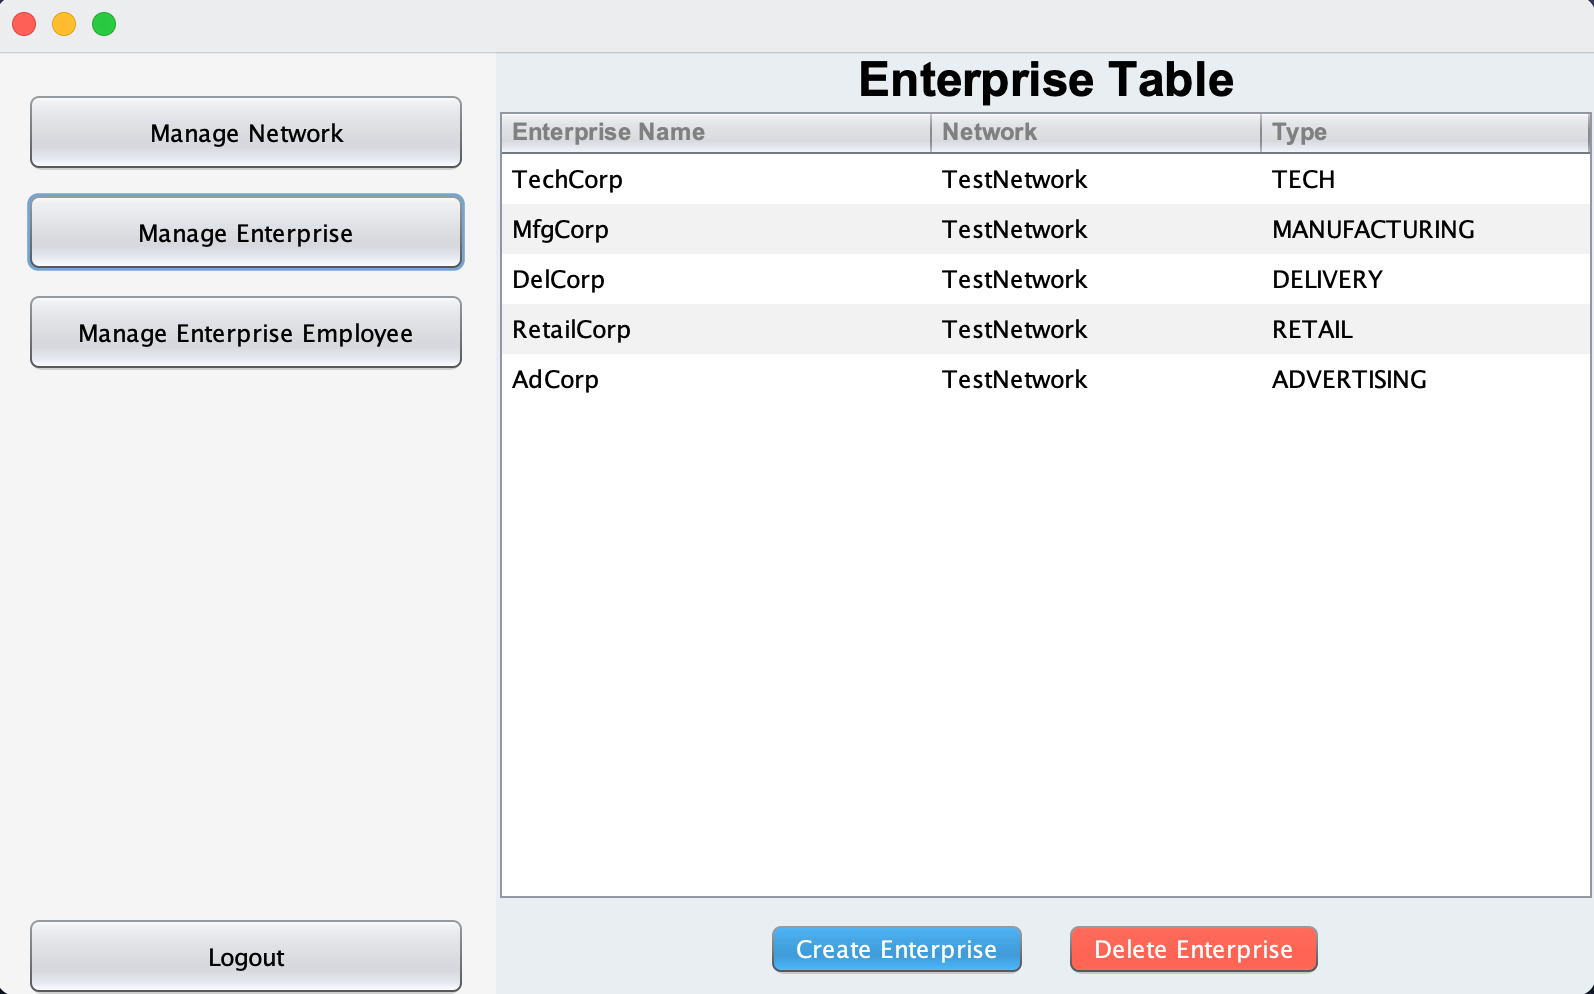 Manage Network
Manage Enterprise
Manage Enterprise Employee
Logout
Enterprise Table
Enterprise Name Network Type
TechCorp TestNetwork TECH
MfgCorp TestNetwork MANUFACTURING
DelCorp TestNetwork DELIVERY
RetailCorp TestNetwork RETAIL
AdCorp TestNetwork ADVERTISING
Create Enterprise Delete Enterprise